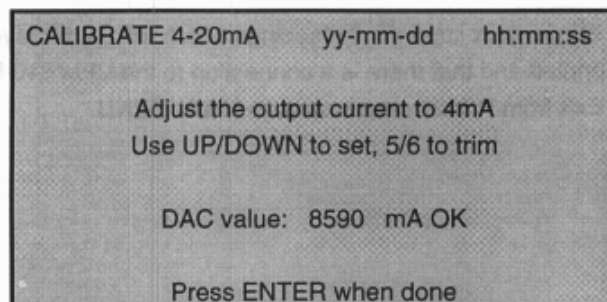 CALIBRATE 4-20mA yy-mm-dd hh:mm:ss
Adjust the output current to 4mA
Use UP/DOWN to set, 5/6 to trim
DAC value: 8590 mA OK
Press ENTER when done